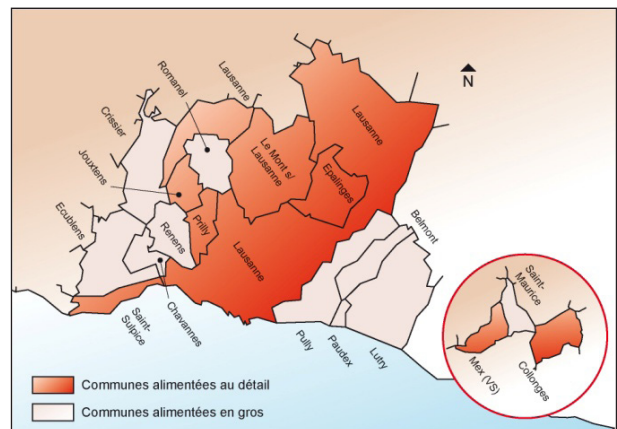 Romanel
Lausanne
N
Crissier
Lausanne
Jouxtens
Le Mont s/
Lausanne
Epalinges
Ecublens
Renens
Prilly
Lausanne
Belmont
Saint-
Sulpice
Chavannes
Pully
Paudex
Lutry
Saint-
Maurice
Mex (VS)
Collonges
Communes alimentées au détail
Communes alimentées en gros